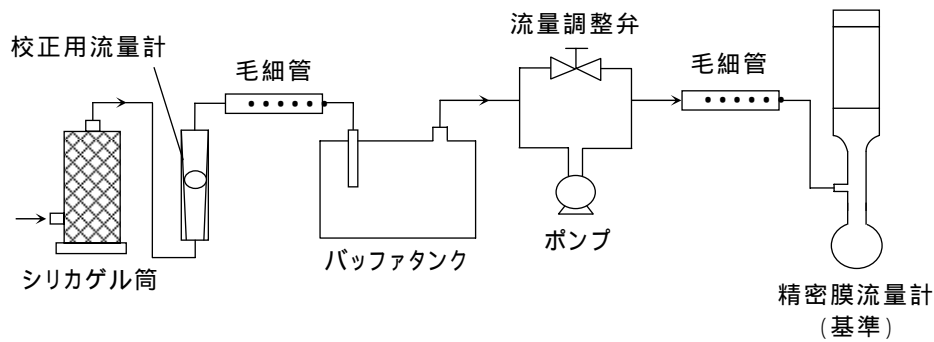 校正用流量計
毛細管
流量調整弁
毛細管
シリカゲル筒
バッファタンク
ポンプ
精密膜流量計
(基準)